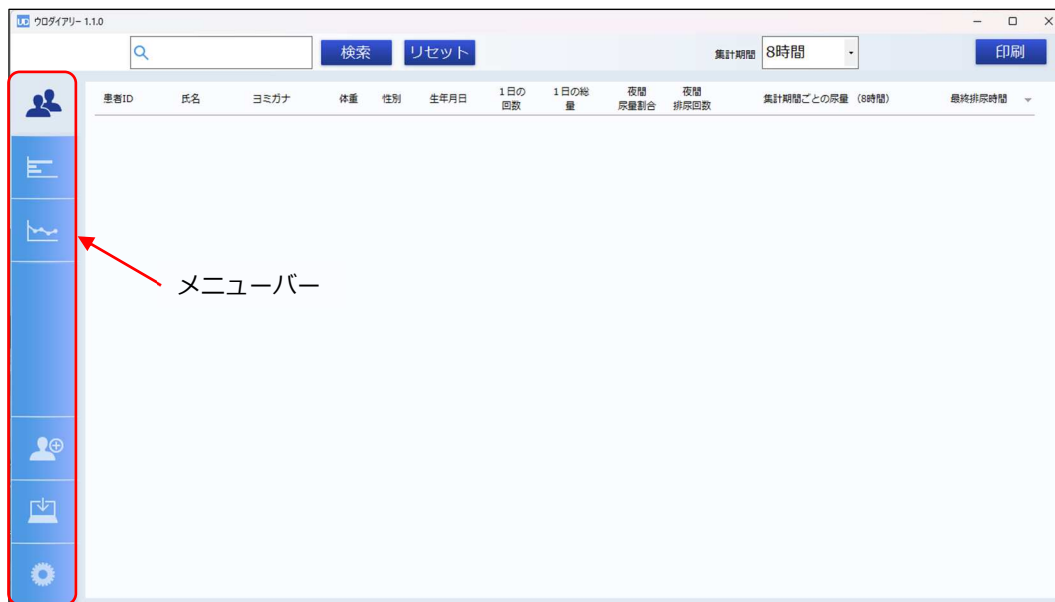 UD ウロダイアリー 1.1.0
検索 リセット 集計期間 8時間 印刷
患者ID 氏名 ヨミガナ 体重 性別 生年月日 1日の回数 1日の総量 夜間尿量割合 夜間排尿回数 集計期間ごとの尿量 (8時間) 最終排尿時間
メニューバー